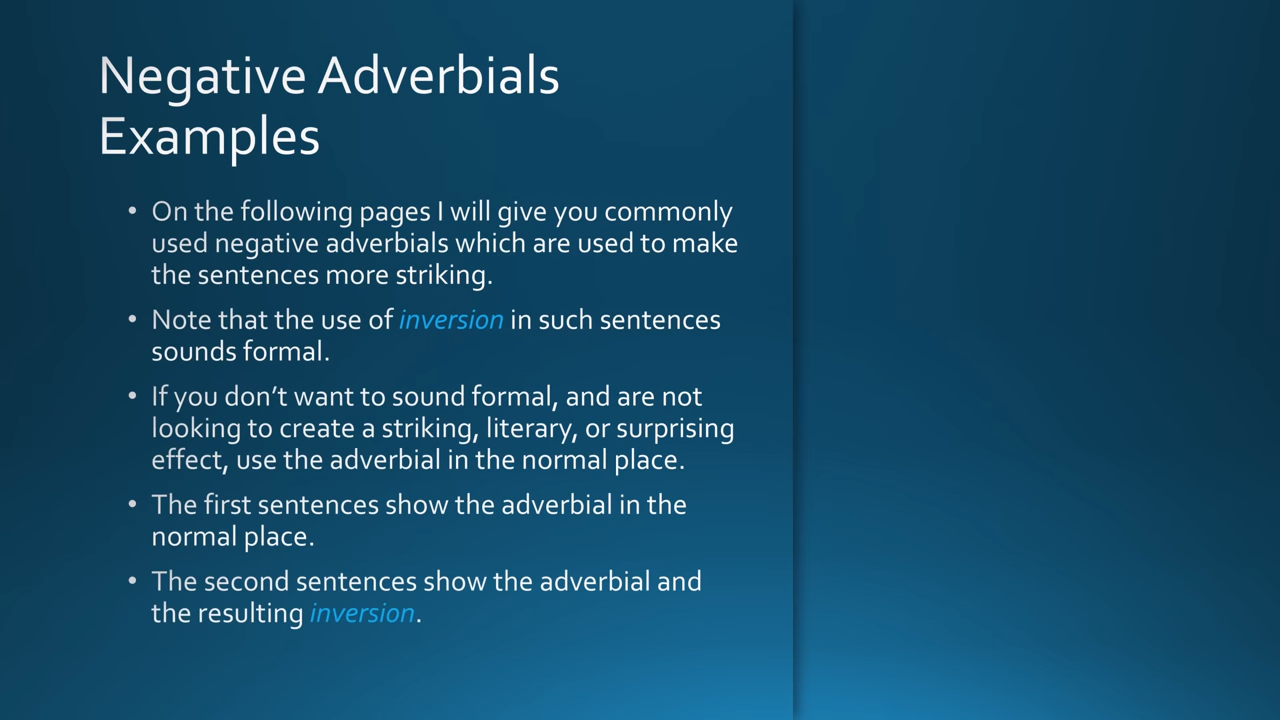 Negative Adverbials
Examples
• On the following pages I will give you commonly
used negative adverbials which are used to make
the sentences more striking.
• Note that the use of inversion in such sentences
sounds formal.
• If you don’t want to sound formal, and are not
looking to create a striking, literary, or surprising
effect, use the adverbial in the normal place.
• The first sentences show the adverbial in the
normal place.
• The second sentences show the adverbial and
the resulting inversion.